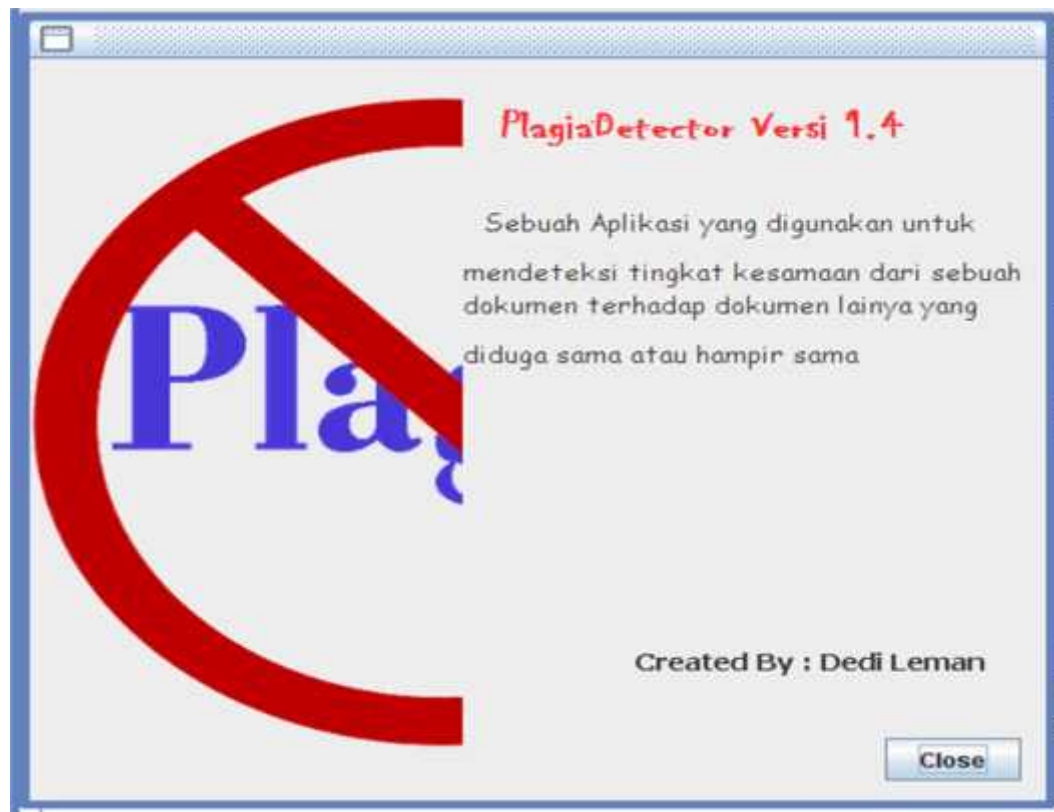 PlagiaDetector Versi 1.4
Sebuah Aplikasi yang digunakan untuk
mendeteksi tingkat kesamaan dari sebuah
dokumen terhadap dokumen lainya yang
diduga sama atau hampir sama
Plag
Created By : Dedi Leman
Close